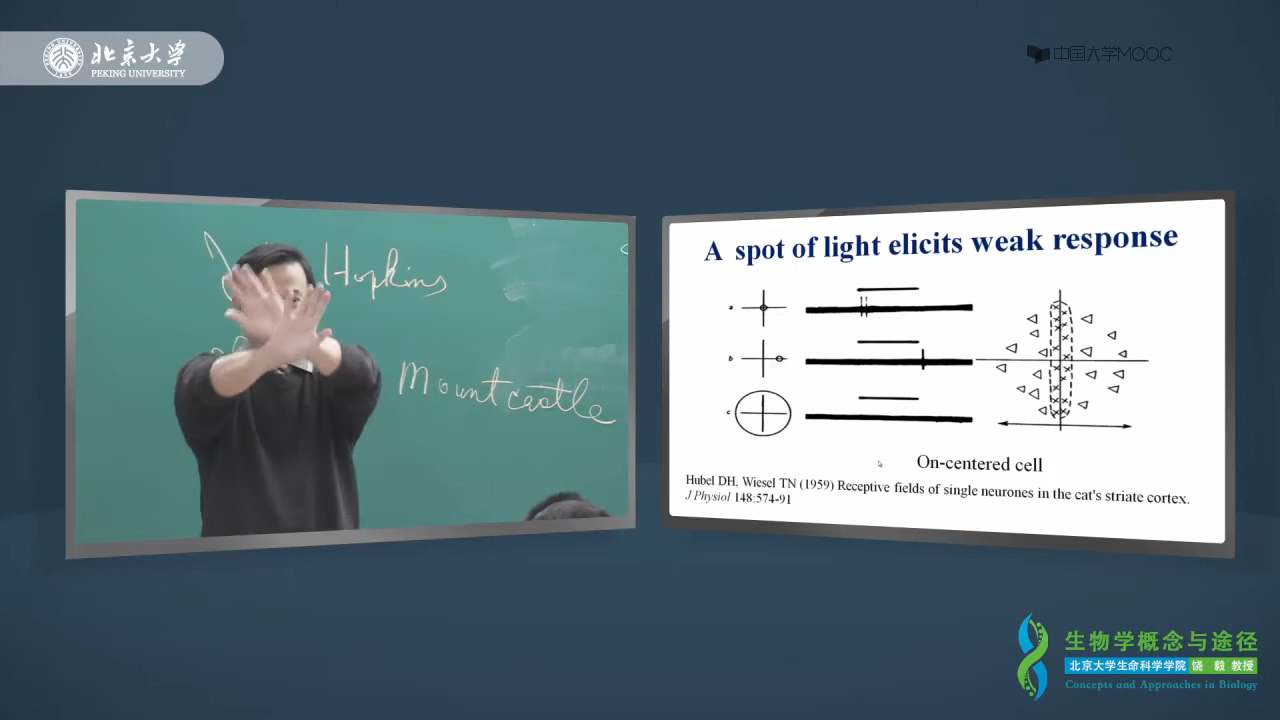 北京大学
PEKING UNIVERSITY
中国大学MOOC
Hopkins
Mountcastle
A spot of light elicits weak response
a
b
c
On-centered cell
Hubel DH, Wiesel TN (1959) Receptive fields of single neurones in the cat's striate cortex.
J Physiol 148:574-91
生物学概念与途径
北京大学生命科学学院 饶 毅 教授
Concepts and Approaches in Biology